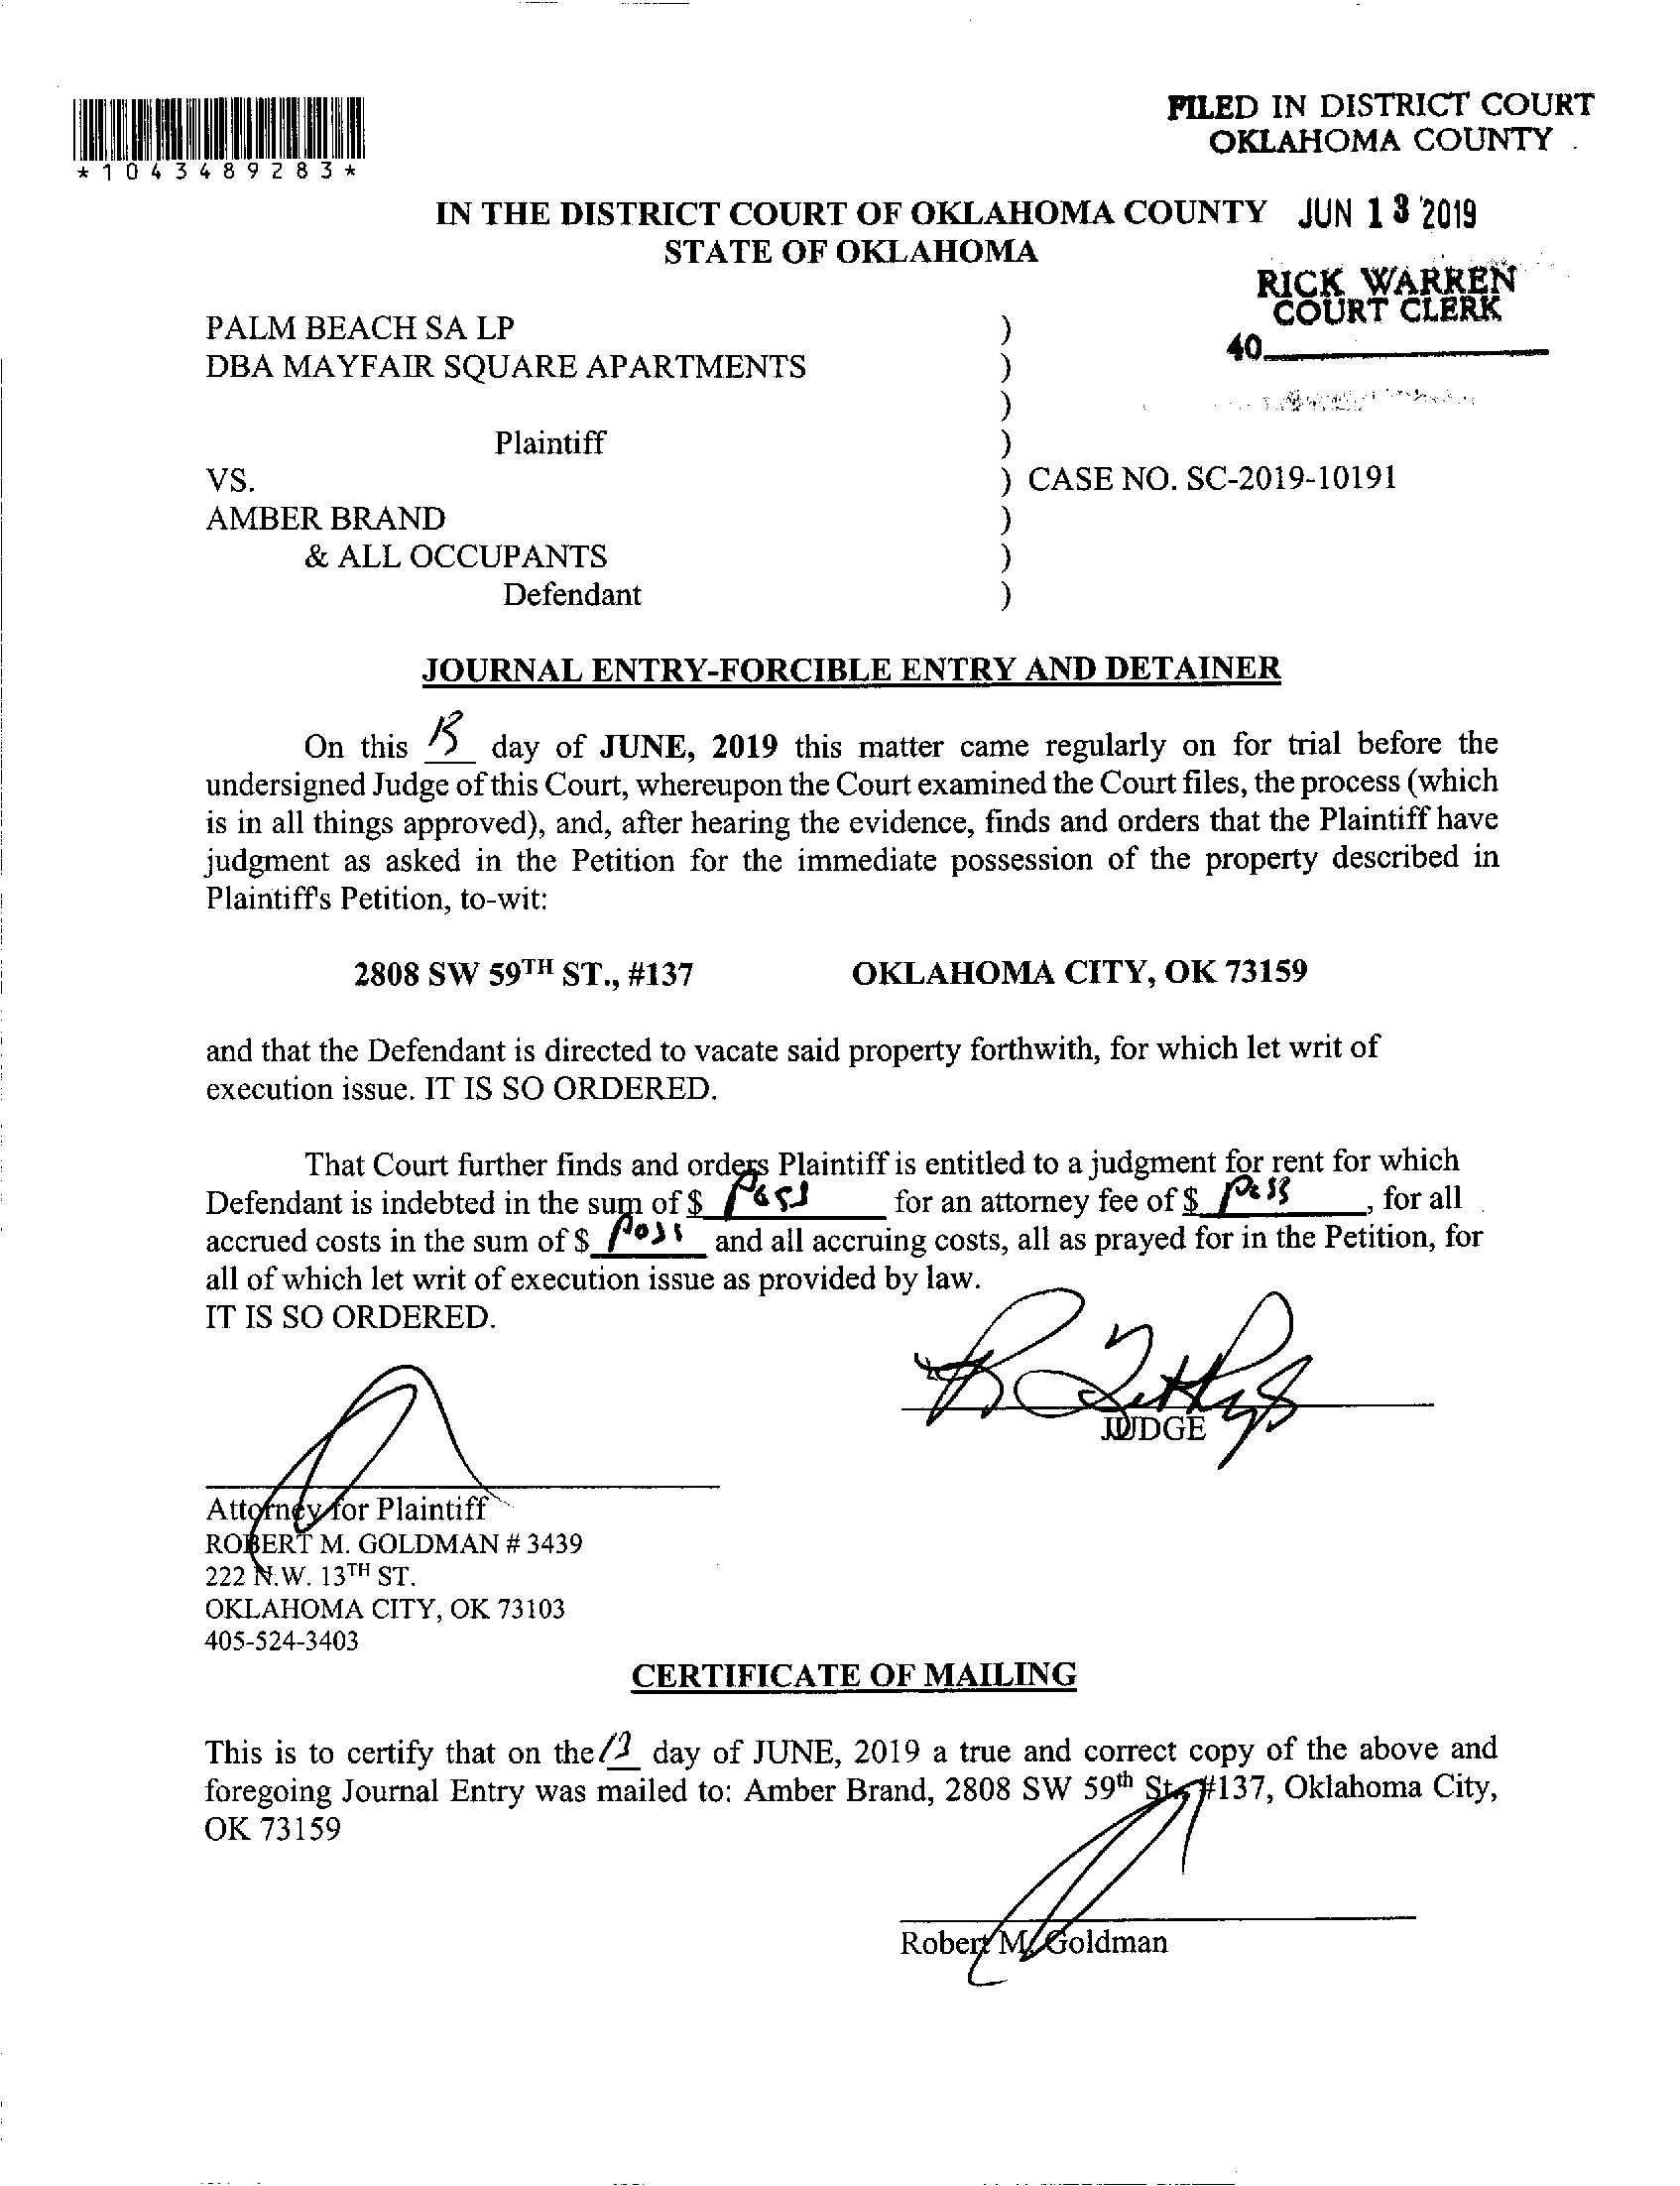 FILED IN DISTRICT COURT
OKLAHOMA COUNTY
*1043489283*
IN THE DISTRICT COURT OF OKLAHOMA COUNTY JUN 13 2019
STATE OF OKLAHOMA
RICK WARREN
COURT CLERK
40
PALM BEACH SA LP )
DBA MAYFAIR SQUARE APARTMENTS )
)
Plaintiff )
VS. ) CASE NO. SC-2019-10191
AMBER BRAND )
& ALL OCCUPANTS )
Defendant )
JOURNAL ENTRY-FORCIBLE ENTRY AND DETAINER
On this 13 day of JUNE, 2019 this matter came regularly on for trial before the
undersigned Judge of this Court, whereupon the Court examined the Court files, the process (which
is in all things approved), and, after hearing the evidence, finds and orders that the Plaintiff have
judgment as asked in the Petition for the immediate possession of the property described in
Plaintiff's Petition, to-wit:
2808 SW 59TH ST., #137 OKLAHOMA CITY, OK 73159
and that the Defendant is directed to vacate said property forthwith, for which let writ of
execution issue. IT IS SO ORDERED.
That Court further finds and orders Plaintiff is entitled to a judgment for rent for which
Defendant is indebted in the sum of $ Poss for an attorney fee of $ Poss, for all
accrued costs in the sum of $ Poss and all accruing costs, all as prayed for in the Petition, for
all of which let writ of execution issue as provided by law.
IT IS SO ORDERED.
JUDGE
Attorney for Plaintiff
ROBERT M. GOLDMAN # 3439
222 N.W. 13TH ST.
OKLAHOMA CITY, OK 73103
405-524-3403
CERTIFICATE OF MAILING
This is to certify that on the 13 day of JUNE, 2019 a true and correct copy of the above and
foregoing Journal Entry was mailed to: Amber Brand, 2808 SW 59th St., #137, Oklahoma City,
OK 73159
Robert M. Goldman